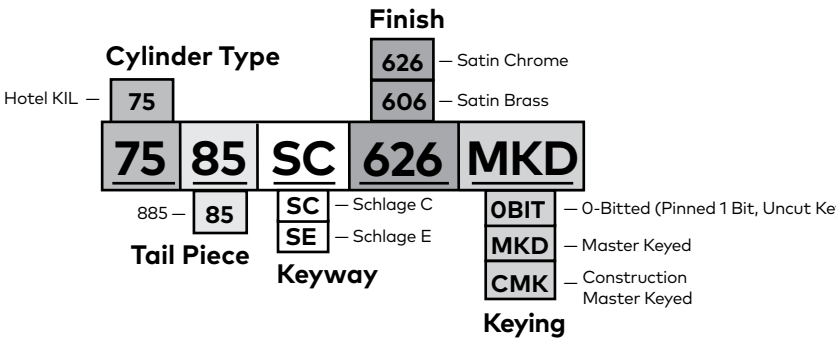 Finish
626 — Satin Chrome
Cylinder Type
Hotel KIL — 75
606 — Satin Brass
75 85 SC 626 MKD
885 — 85
SC — Schlage C
SE — Schlage E
0BIT — 0-Bitted (Pinned 1 Bit, Uncut Ke
MKD — Master Keyed
CMK — Construction
Master Keyed
Tail Piece
Keyway
Keying